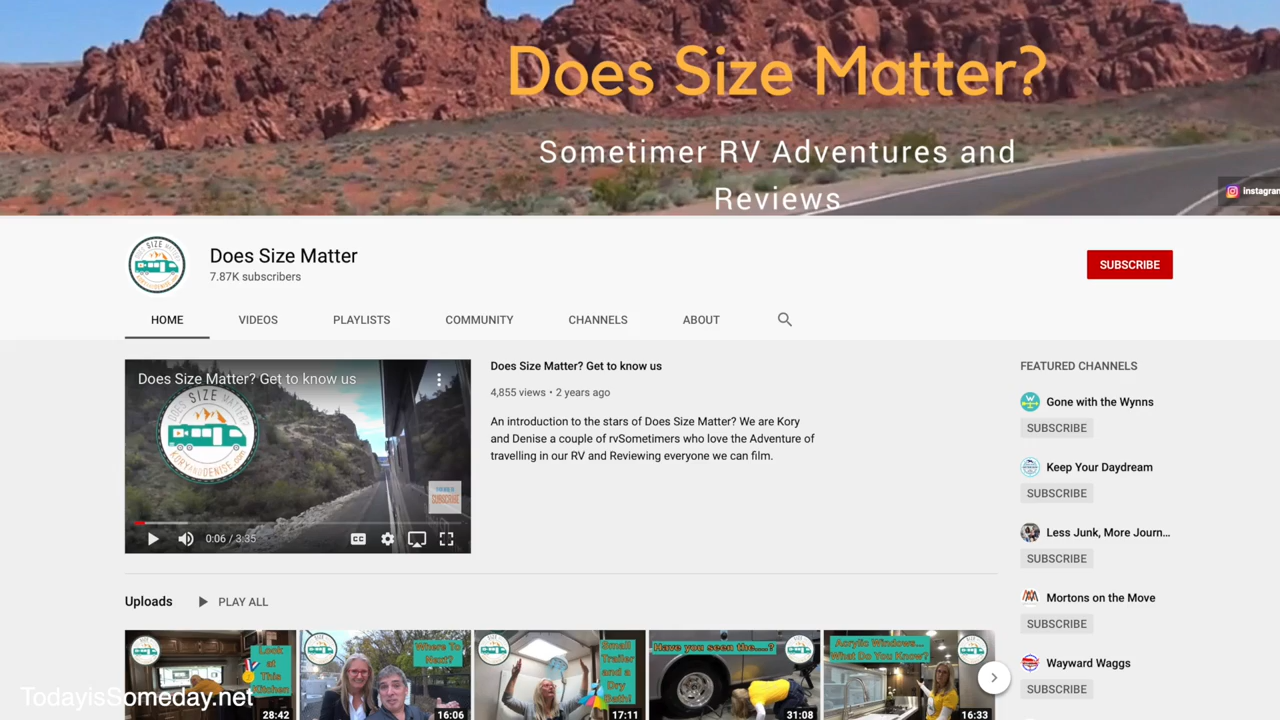 Does Size Matter?
Sometimer RV Adventures and
Reviews
instagram
Does Size Matter
7.87K subscribers
SUBSCRIBE
HOME
VIDEOS
PLAYLISTS
COMMUNITY
CHANNELS
ABOUT
Does Size Matter? Get to know us
DOES SIZE MATTER?
KORYANDDENISE.com
SUBSCRIBE
0:06 / 3:35
Does Size Matter? Get to know us
4,855 views • 2 years ago
An introduction to the stars of Does Size Matter? We are Kory
and Denise a couple of rvSometimers who love the Adventure of
travelling in our RV and Reviewing everyone we can film.
FEATURED CHANNELS
Gone with the Wynns
SUBSCRIBE
Keep Your Daydream
SUBSCRIBE
Less Junk, More Journ...
SUBSCRIBE
Mortons on the Move
SUBSCRIBE
Wayward Waggs
SUBSCRIBE
Uploads
PLAY ALL
Look
at
This
Kitchen
28:42
Where To
Next?
16:06
Small
Trailer
and a
Dry
Bath!
17:11
Have you seen the....?
31:08
Acrylic Windows...
What Do You Know?
16:33
TodayisSomeday.net